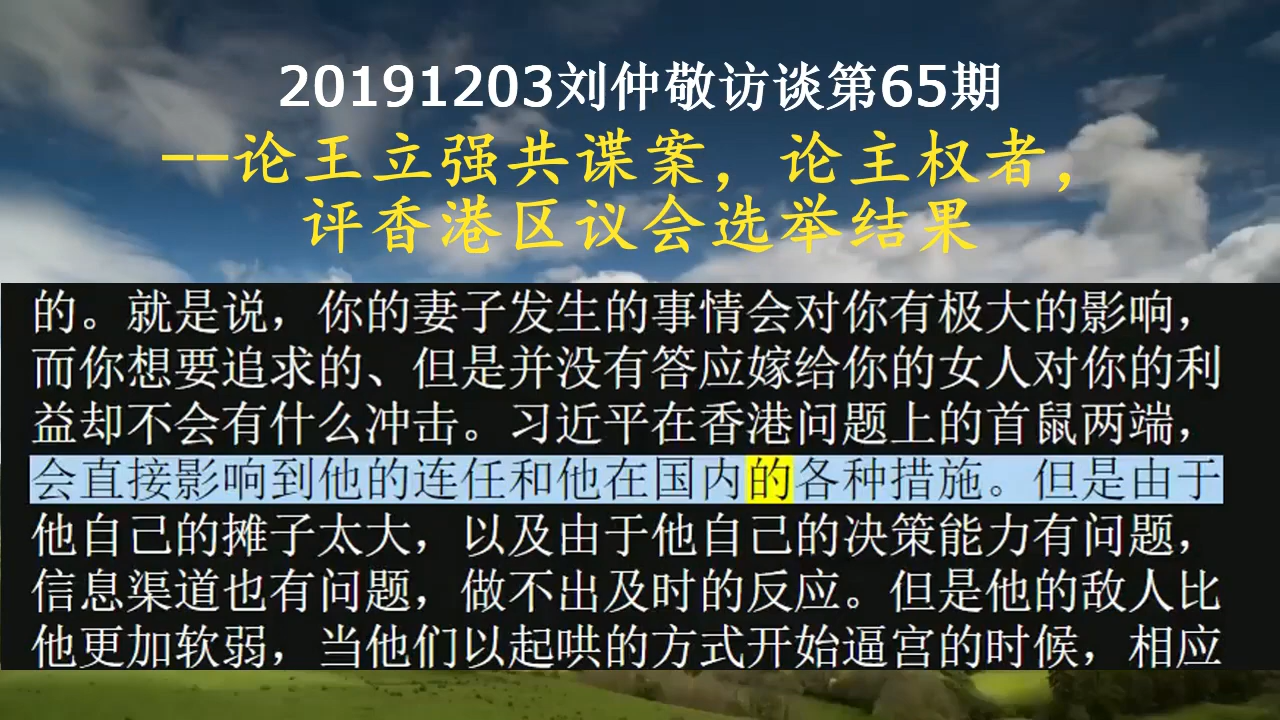 20191203刘仲敬访谈第65期
--论王立强共谍案，论主权者，
评香港区议会选举结果
的。就是说，你的妻子发生的事情会对你有极大的影响，
而你想要追求的、但是并没有答应嫁给你的女人对你的利
益却不会有什么冲击。习近平在香港问题上的首鼠两端，
会直接影响到他的连任和他在国内的各种措施。但是由于
他自己的摊子太大，以及由于他自己的决策能力有问题，
信息渠道也有问题，做不出及时的反应。但是他的敌人比
他更加软弱，当他们以起哄的方式开始逼宫的时候，相应